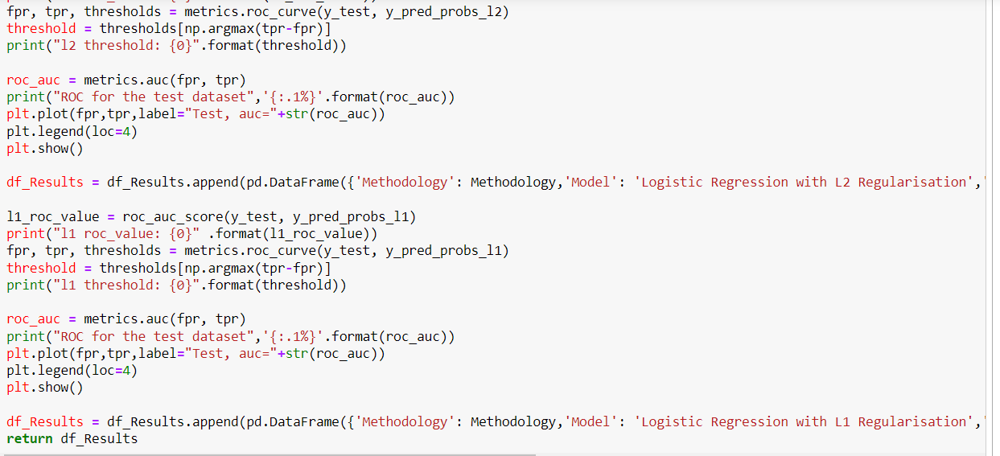 fpr, tpr, thresholds = metrics.roc_curve(y_test, y_pred_probs_l2)
threshold = thresholds[np.argmax(tpr-fpr)]
print("l2 threshold: {0}".format(threshold))
roc_auc = metrics.auc(fpr, tpr)
print("ROC for the test dataset",'{:.1%}'.format(roc_auc))
plt.plot(fpr,tpr,label="Test, auc="+str(roc_auc))
plt.legend(loc=4)
plt.show()
df_Results = df_Results.append(pd.DataFrame({'Methodology': Methodology,'Model': 'Logistic Regression with L2 Regularisation','
l1_roc_value = roc_auc_score(y_test, y_pred_probs_l1)
print("l1 roc_value: {0}" .format(l1_roc_value))
fpr, tpr, thresholds = metrics.roc_curve(y_test, y_pred_probs_l1)
threshold = thresholds[np.argmax(tpr-fpr)]
print("l1 threshold: {0}".format(threshold))
roc_auc = metrics.auc(fpr, tpr)
print("ROC for the test dataset",'{:.1%}'.format(roc_auc))
plt.plot(fpr,tpr,label="Test, auc="+str(roc_auc))
plt.legend(loc=4)
plt.show()
df_Results = df_Results.append(pd.DataFrame({'Methodology': Methodology,'Model': 'Logistic Regression with L1 Regularisation','
return df_Results